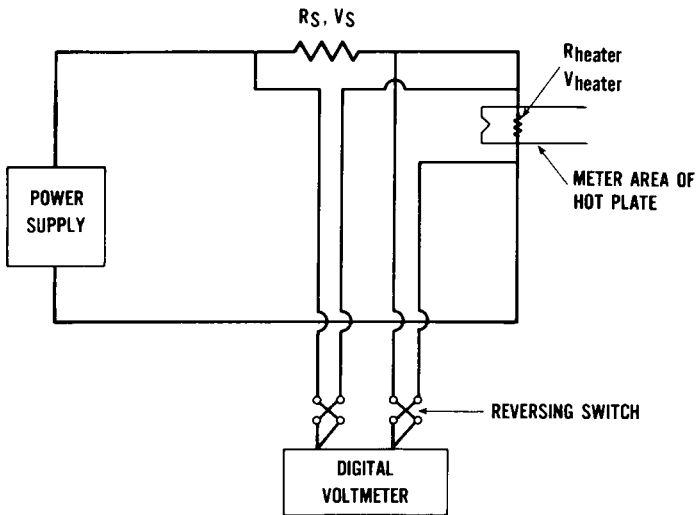 RS, VS
Rheater
Vheater
POWER
SUPPLY
METER AREA OF
HOT PLATE
REVERSING SWITCH
DIGITAL
VOLTMETER